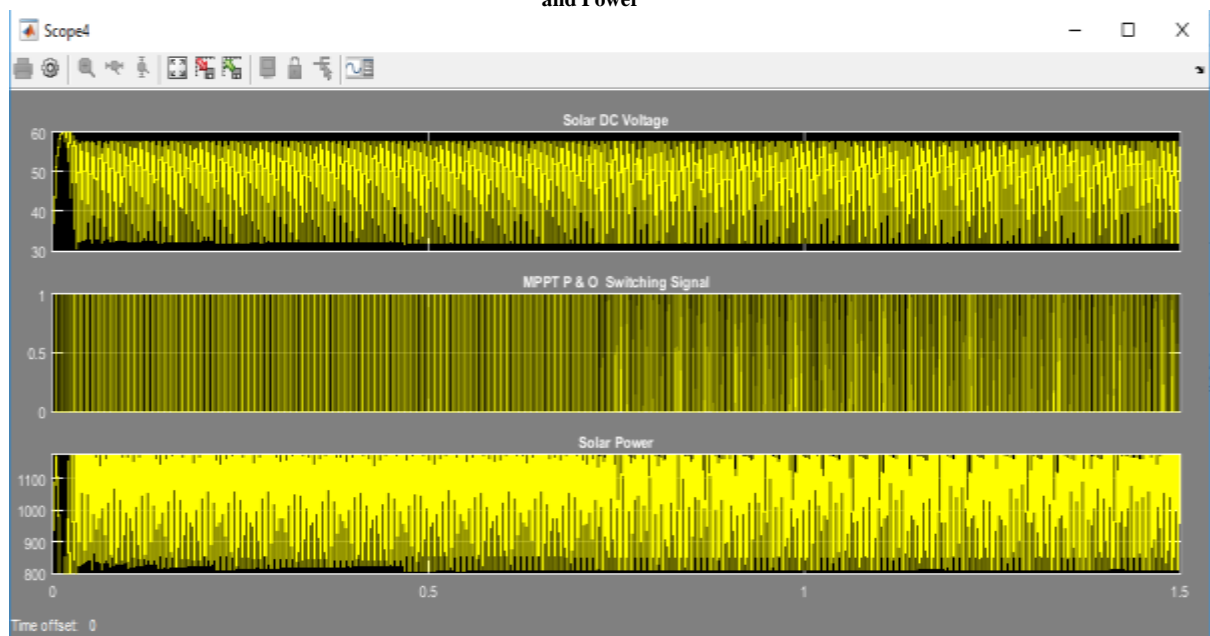 and Power
Scope4
Solar DC Voltage
60
50
40
30
MPPT P & O Switching Signal
1
0.5
0
Solar Power
1100
1000
900
800
0 0.5 1 1.5
Time offset: 0